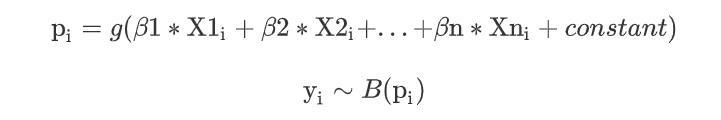 pᵢ = g(β1 ∗ X1ᵢ + β2 ∗ X2ᵢ+...+βn ∗ Xnᵢ + constant)
yᵢ ∼ B(pᵢ)